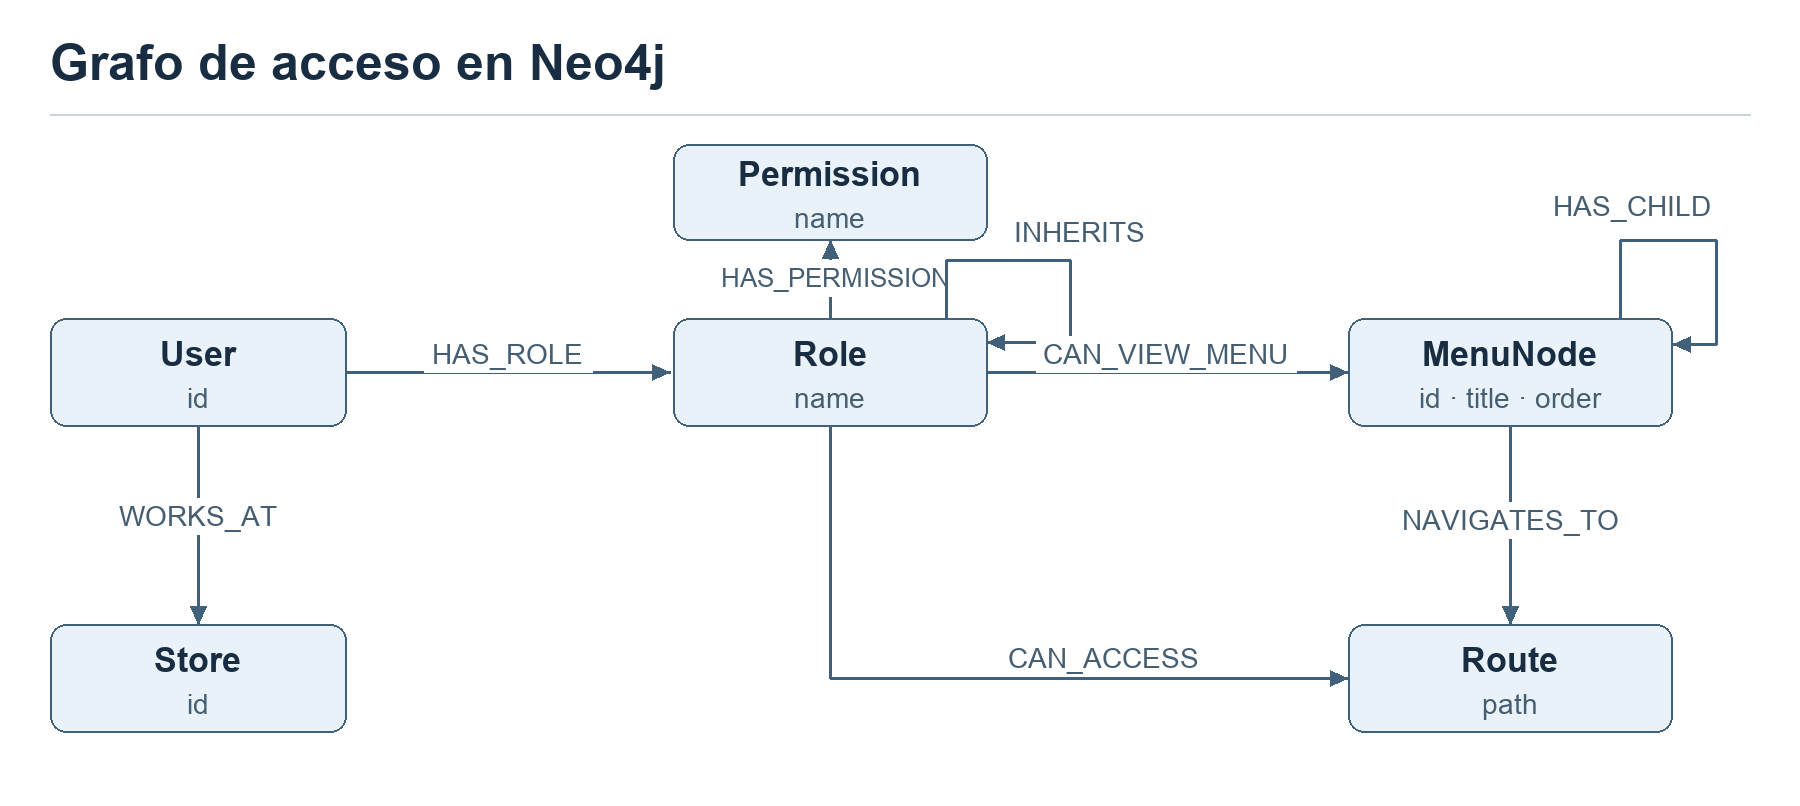 Grafo de acceso en Neo4j
Permission
name
HAS_CHILD
INHERITS
HAS_PERMISSION
User
id
HAS_ROLE
Role
name
CAN_VIEW_MENU
MenuNode
id · title · order
WORKS_AT
NAVIGATES_TO
Store
id
CAN_ACCESS
Route
path